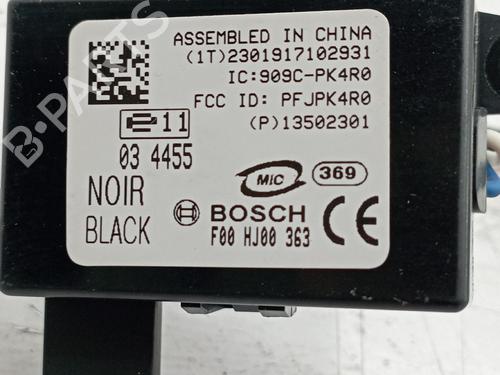 ASSEMBLED IN CHINA
(1T)2301917102931
IC:909C-PK4R0
FCC ID: PFJPK4R0
(P)13502301
e 11
03 4455
MIC
369
NOIR
BLACK
BOSCH
F00 HJ00 363
CE
B-PARTS